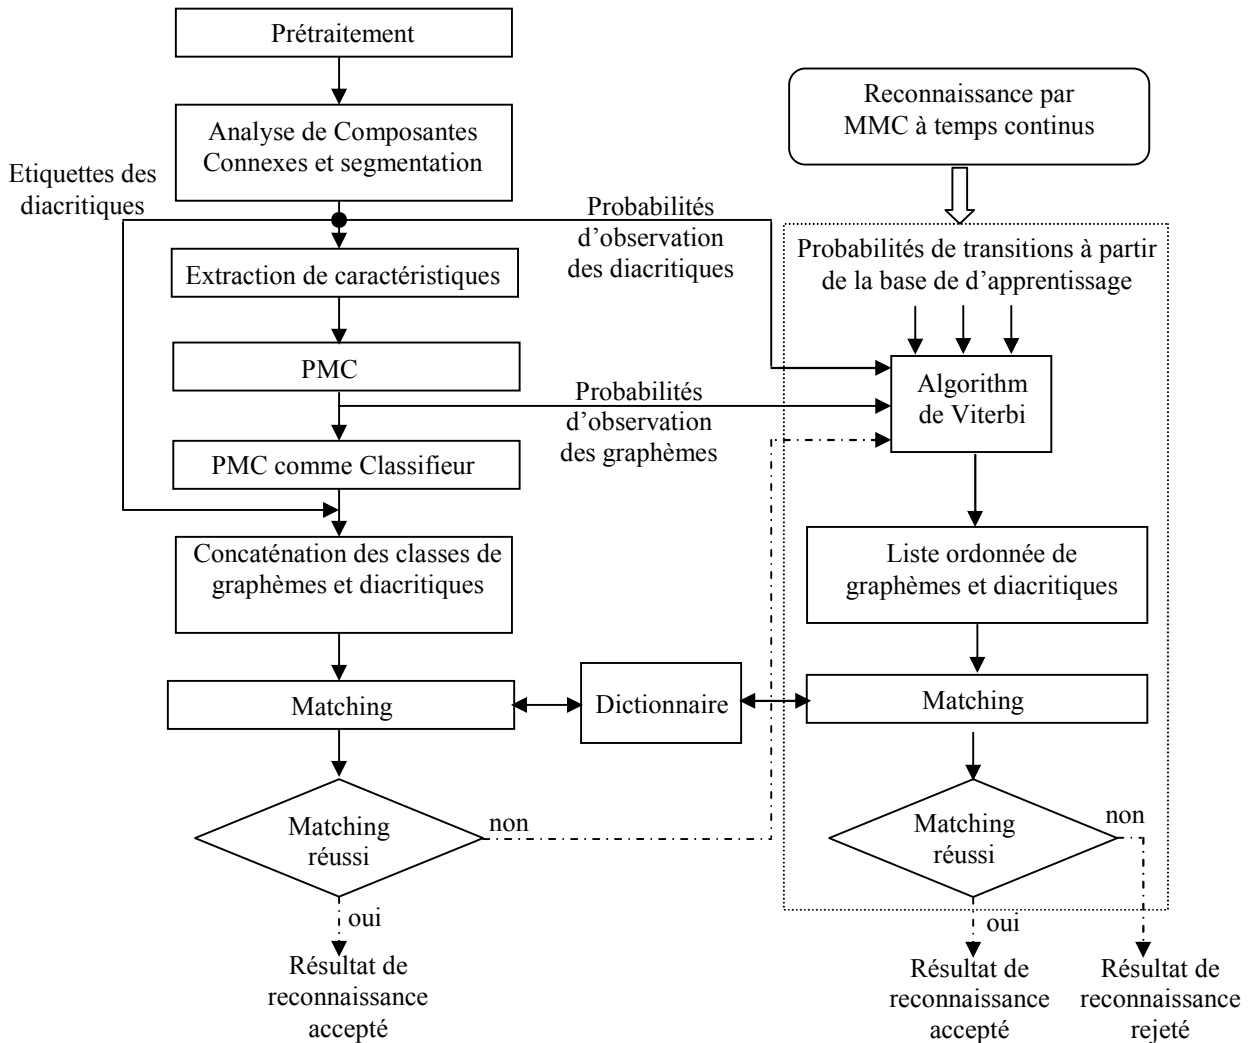 Prétraitement
Analyse de Composantes
Connexes et segmentation
Etiquettes des
diacritiques
Extraction de caractéristiques
PMC
PMC comme Classifieur
Concaténation des classes de
graphèmes et diacritiques
Matching
Matching
réussi
non
oui
Résultat de
reconnaissance
accepté
Probabilités
d’observation
des diacritiques
Probabilités
d’observation
des graphèmes
Dictionnaire
Reconnaissance par
MMC à temps continus
Probabilités de transitions à partir
de la base de d’apprentissage
Algorithm
de Viterbi
Liste ordonnée de
graphèmes et diacritiques
Matching
Matching
réussi
non
oui
Résultat de
reconnaissance
accepté
Résultat de
reconnaissance
rejeté